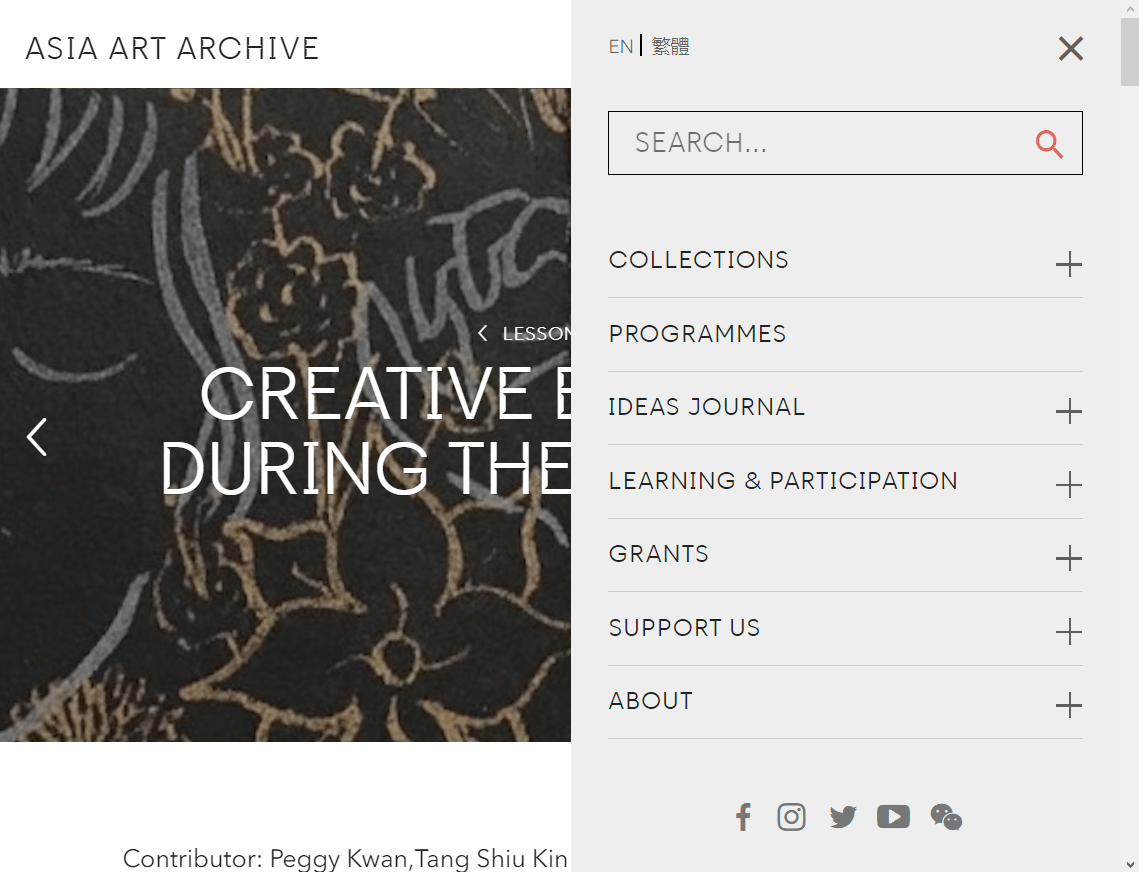 ASIA ART ARCHIVE
EN | 繁體
SEARCH...
COLLECTIONS
PROGRAMMES
IDEAS JOURNAL
LEARNING & PARTICIPATION
GRANTS
SUPPORT US
ABOUT
LESSON
CREATIVE
DURING THE
Contributor: Peggy Kwan,Tang Shiu Kin